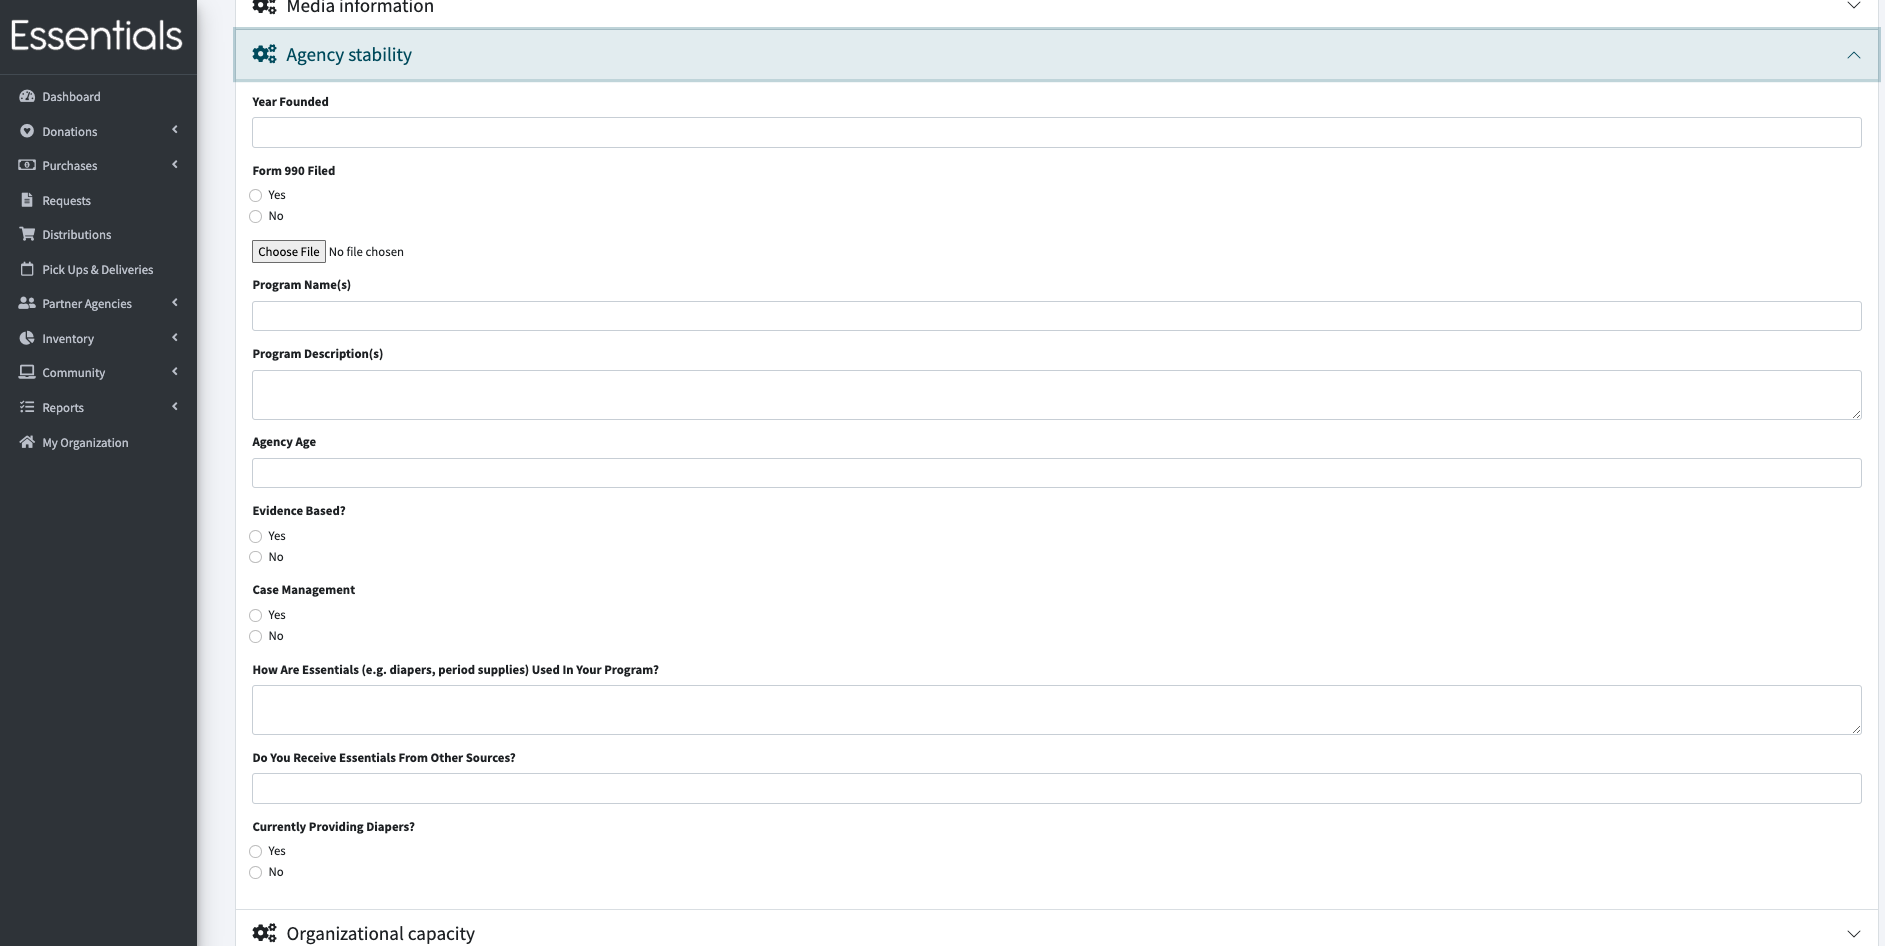 Essentials
Dashboard
Donations
Purchases
Requests
Distributions
Pick Ups & Deliveries
Partner Agencies
Inventory
Community
Reports
My Organization
Media information
Agency stability
Year Founded
Form 990 Filed
Yes
No
Choose File No file chosen
Program Name(s)
Program Description(s)
Agency Age
Evidence Based?
Yes
No
Case Management
Yes
No
How Are Essentials (e.g. diapers, period supplies) Used In Your Program?
Do You Receive Essentials From Other Sources?
Currently Providing Diapers?
Yes
No
Organizational capacity